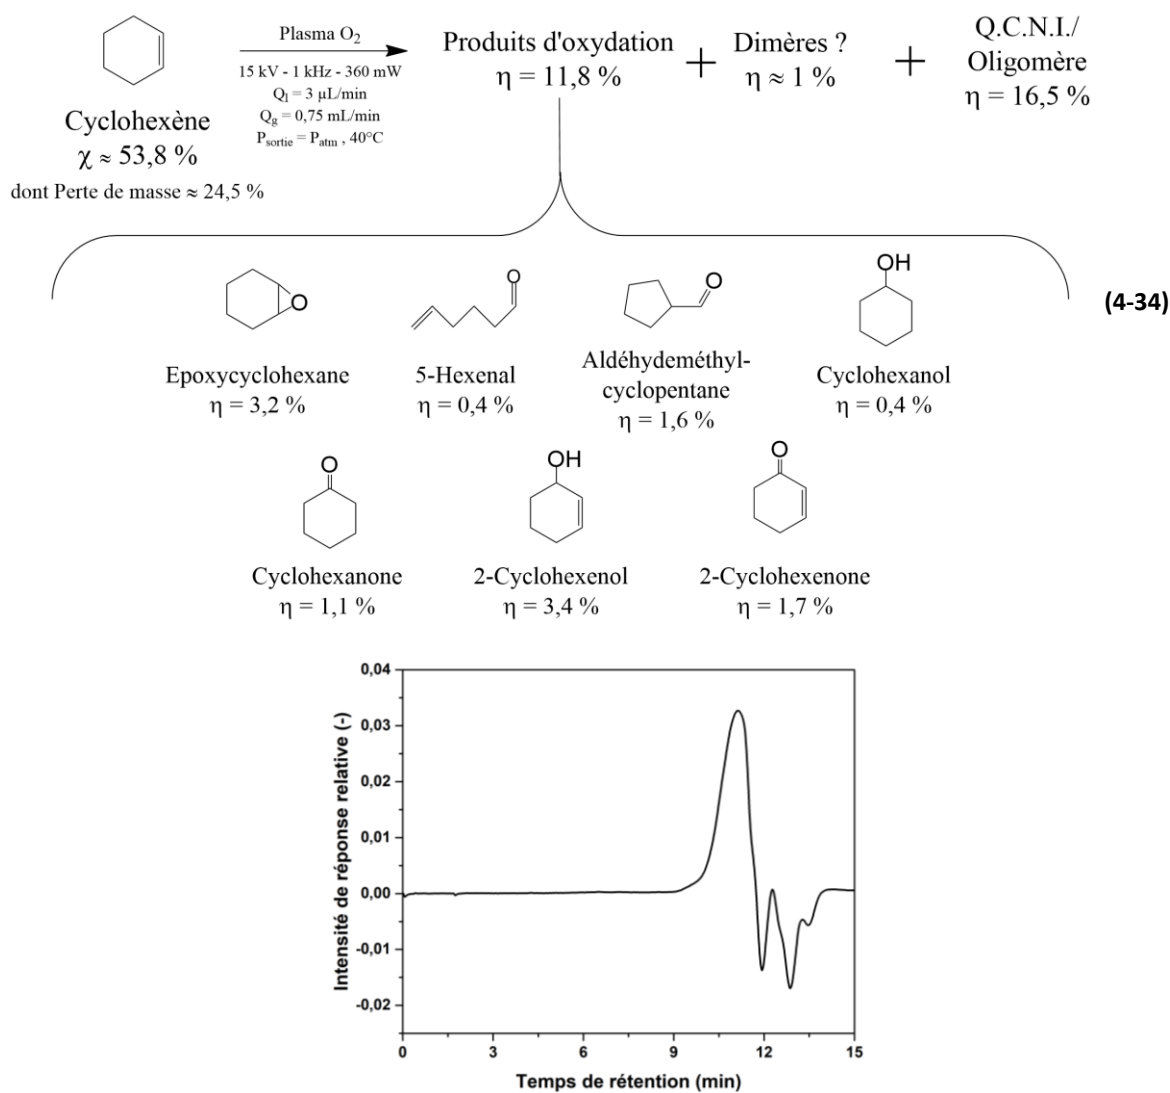 Plasma O2
15 kV - 1 kHz - 360 mW
Ql = 3 µL/min
Qg = 0,75 mL/min
Psortie = Patm , 40°C
Cyclohexène
χ ≈ 53,8 %
dont Perte de masse ≈ 24,5 %
Produits d'oxydation
η = 11,8 %
+
Dimères ?
η ≈ 1 %
+
Q.C.N.I./
Oligomère
η = 16,5 %
(4-34)
O
Epoxycyclohexane
η = 3,2 %
O
5-Hexenal
η = 0,4 %
O
Aldéhydeméthyl-
cyclopentane
η = 1,6 %
OH
Cyclohexanol
η = 0,4 %
O
Cyclohexanone
η = 1,1 %
OH
2-Cyclohexenol
η = 3,4 %
O
2-Cyclohexenone
η = 1,7 %
Intensité de réponse relative (-)
0,04
0,03
0,02
0,01
0,00
-0,01
-0,02
0 3 6 9 12 15
Temps de rétention (min)